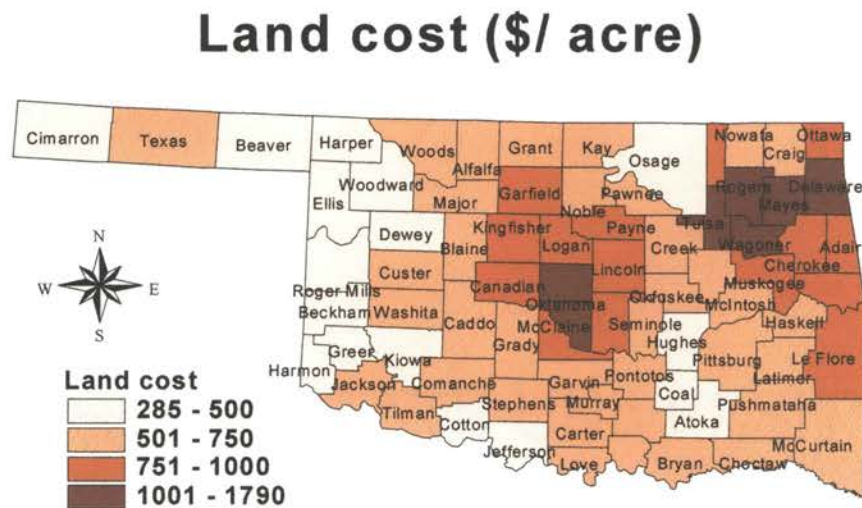 Land cost ($/ acre)
Cimarron
Texas
Beaver
Harper
Woods
Alfalfa
Grant
Kay
Osage
Nowata
Craig
Ottawa
Woodward
Ellis
Major
Garfield
Noble
Pawnee
Rogers
Mayes
Delaware
Dewey
Blaine
Kingfisher
Logan
Payne
Creek
Tulsa
Wagoner
Cherokee
Adair
Custer
Roger Mills
Beckham
Washita
Caddo
Canadian
Oklahoma
McClaine
Grady
Lincoln
Okfuskee
Seminole
Muskogee
McIntosh
Haskell
Hughes
Pittsburg
Le Flore
Latimer
Greer
Kiowa
Harmon
Jackson
Comanche
Tilman
Cotton
Stephens
Garvin
Murray
Pontotos
Coal
Atoka
Pushmataha
McCurtain
Jefferson
Carter
Love
Bryan
Choctaw
N
W
E
S
Land cost
285 - 500
501 - 750
751 - 1000
1001 - 1790